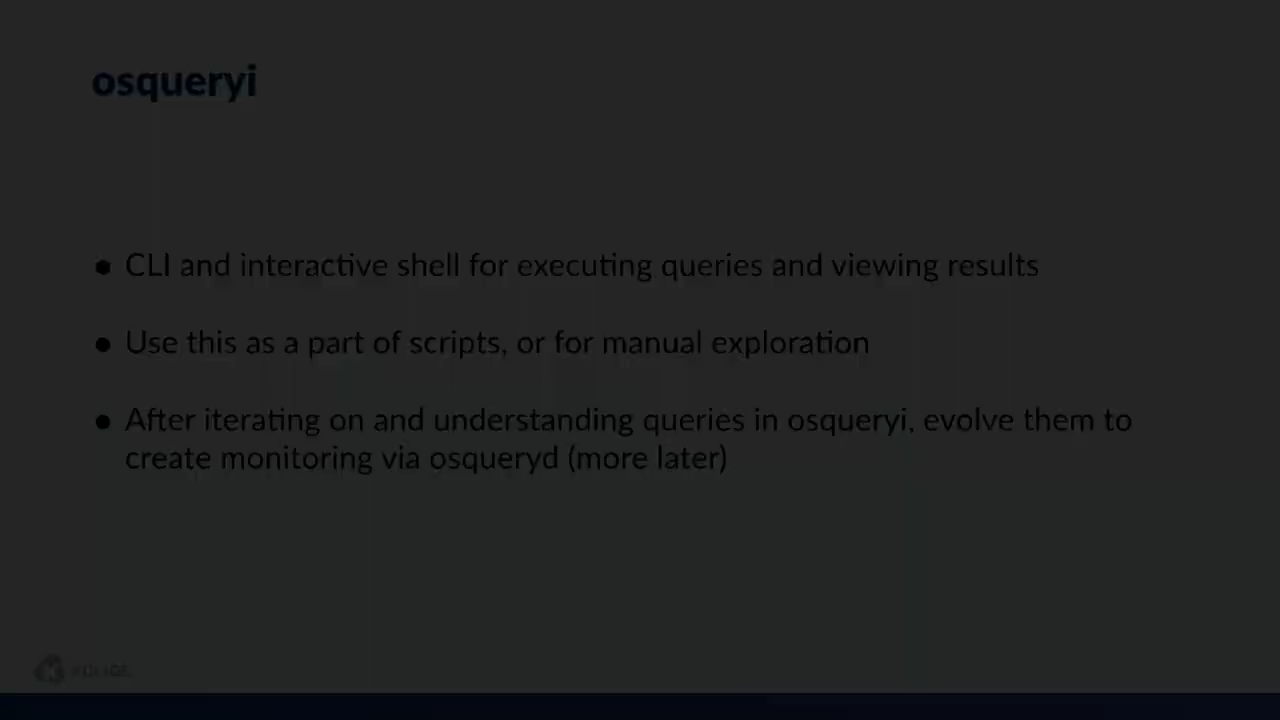 osqueryi
● CLI and interactive shell for executing queries and viewing results
● Use this as a part of scripts, or for manual exploration
● After iterating on and understanding queries in osqueryi, evolve them to
create monitoring via osqueryd (more later)